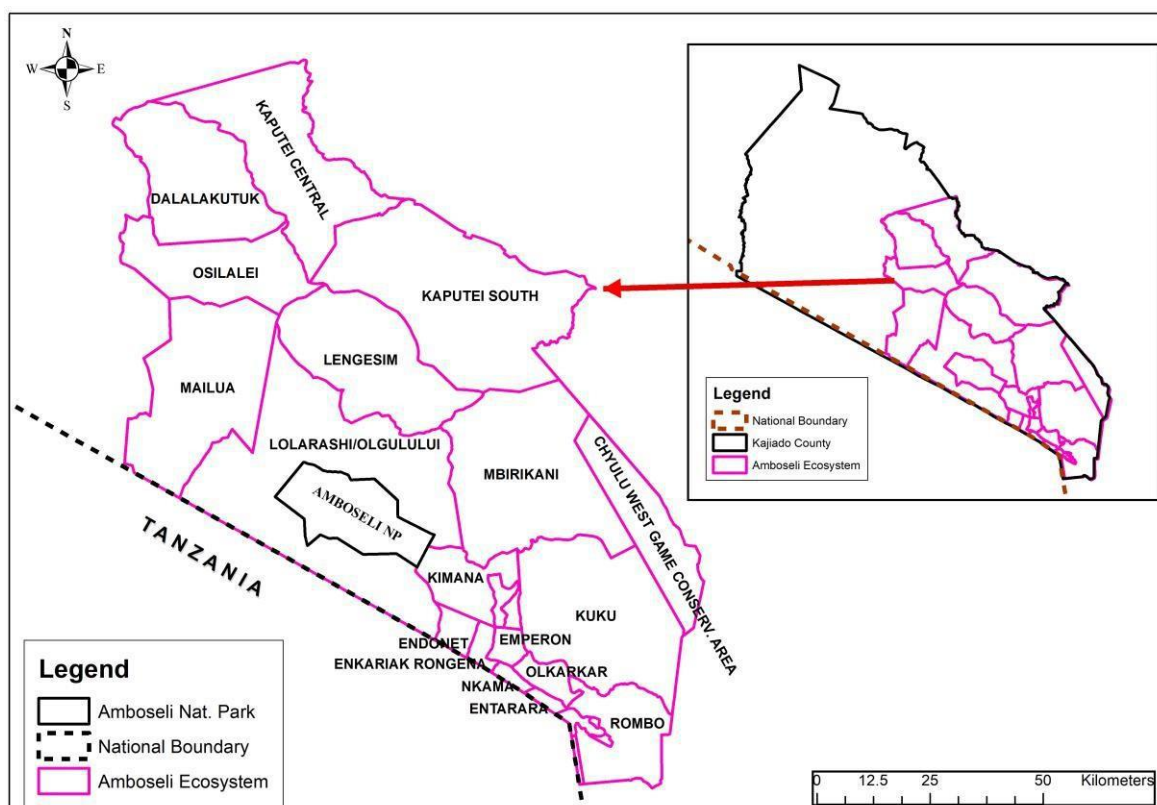 N
W E
S
KAPUTEI CENTRAL
DALALAKUTUK
OSILALEI
KAPUTEI SOUTH
LENGESIM
MAILUA
LOLARASHI/OLGULULUI
MBIRIKANI
CHYULU WEST GAME CONSERV. AREA
AMBOSELI NP
TANZANIA
KIMANA
KUKU
ENDONET
EMPERON
ENKARIAK RONGENA
OLKARKAR
NKAMA
ENTARARA
ROMBO
Legend
Amboseli Nat. Park
National Boundary
Amboseli Ecosystem
Legend
National Boundary
Kajiado County
Amboseli Ecosystem
0 12.5 25 50 Kilometers